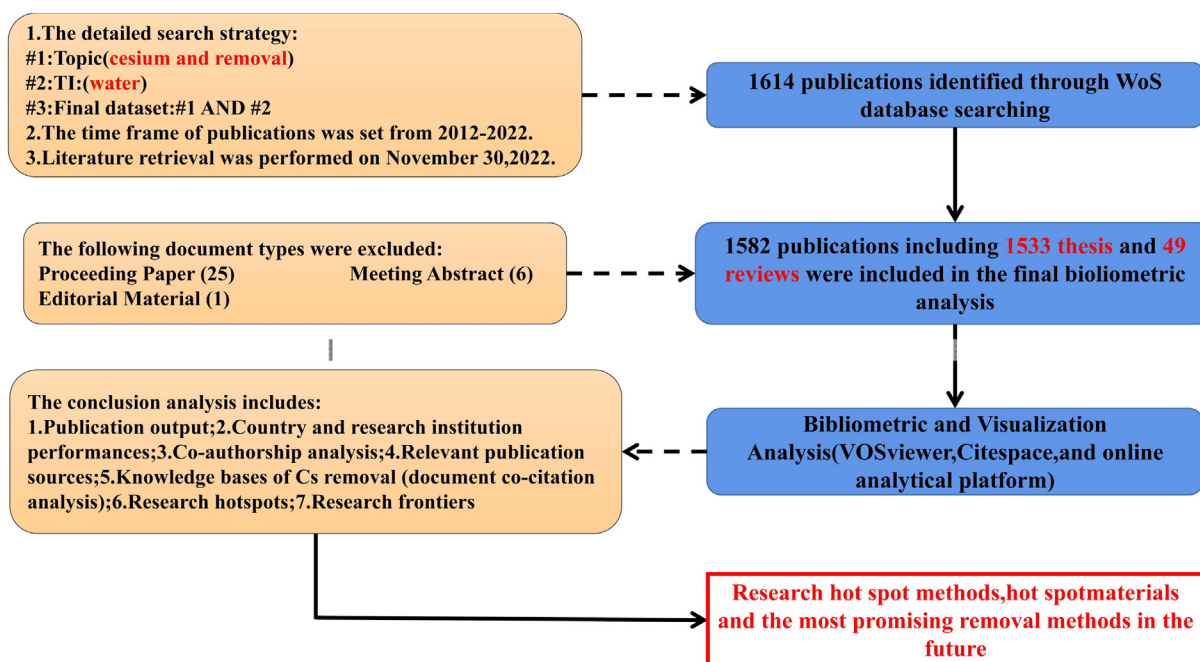 1.The detailed search strategy:
#1:Topic(cesium and removal)
#2:TI:(water)
#3:Final dataset:#1 AND #2
2.The time frame of publications was set from 2012-2022.
3.Literature retrieval was performed on November 30,2022.
1614 publications identified through WoS
database searching
The following document types were excluded:
Proceeding Paper (25) Meeting Abstract (6)
Editorial Material (1)
1582 publications including 1533 thesis and 49
reviews were included in the final bioliometric
analysis
The conclusion analysis includes:
1.Publication output;2.Country and research institution
performances;3.Co-authorship analysis;4.Relevant publication
sources;5.Knowledge bases of Cs removal (document co-citation
analysis);6.Research hotspots;7.Research frontiers
Bibliometric and Visualization
Analysis(VOSviewer,Citespace,and online
analytical platform)
Research hot spot methods,hot spotmaterials
and the most promising removal methods in the
future